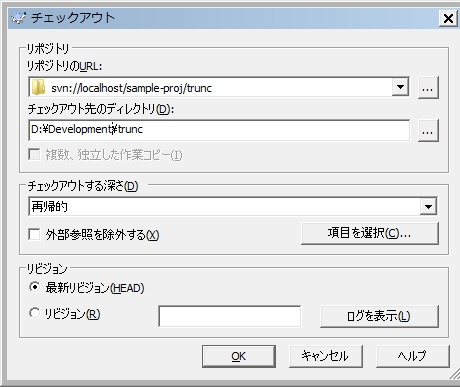 チェックアウト
リポジトリ
リポジトリのURL:
svn://localhost/sample-proj/trunc
...
チェックアウト先のディレクトリ(D):
D:¥Development¥trunc
...
複数、独立した作業コピー(I)
チェックアウトする深さ(D)
再帰的
外部参照を除外する(X)
項目を選択(C)...
リビジョン
最新リビジョン(HEAD)
リビジョン(R)
ログを表示(L)
OK
キャンセル
ヘルプ